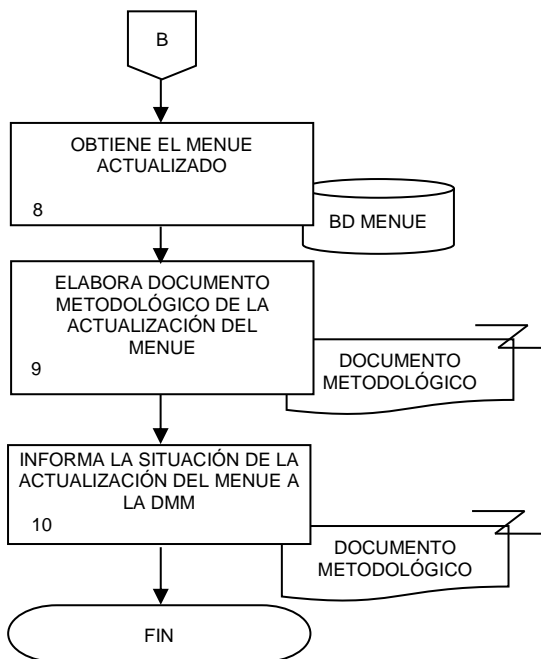 B
OBTIENE EL MENUE
ACTUALIZADO
8
BD MENUE
ELABORA DOCUMENTO
METODOLÓGICO DE LA
ACTUALIZACIÓN DEL
MENUE
9
DOCUMENTO
METODOLÓGICO
INFORMA LA SITUACIÓN DE LA
ACTUALIZACIÓN DEL MENUE A
LA DMM
10
DOCUMENTO
METODOLÓGICO
FIN